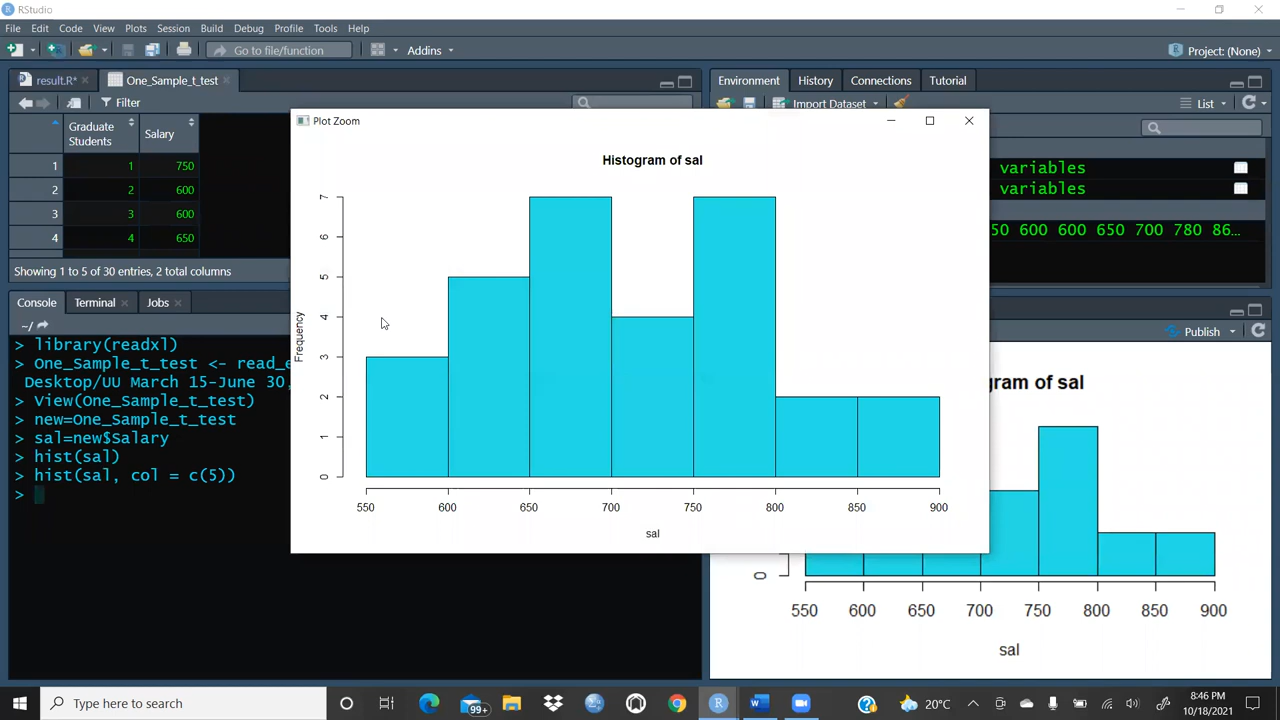 RStudio
File Edit Code View Plots Session Build Debug Profile Tools Help
Go to file/function Addins Project: (None)
result.R* One_Sample_t_test
Filter
Graduate Students Salary
1 1 750
2 2 600
3 3 600
4 4 650
Showing 1 to 5 of 30 entries, 2 total columns
Console Terminal Jobs
~/
> library(readxl)
> One_Sample_t_test <- read_e
Desktop/UU March 15-June 30,
> View(One_Sample_t_test)
> new=One_Sample_t_test
> sal=new$Salary
> hist(sal)
> hist(sal, col = c(5))
>
Plot Zoom
Histogram of sal
Frequency
7
6
5
4
3
2
1
0
550 600 650 700 750 800 850 900
sal
Environment History Connections Tutorial
Import Dataset List
variables
variables
50 600 600 650 700 780 86…
Publish
gram of sal
0
550 600 650 700 750 800 850 900
sal
Type here to search
99+
W
20°C
8:46 PM
10/18/2021